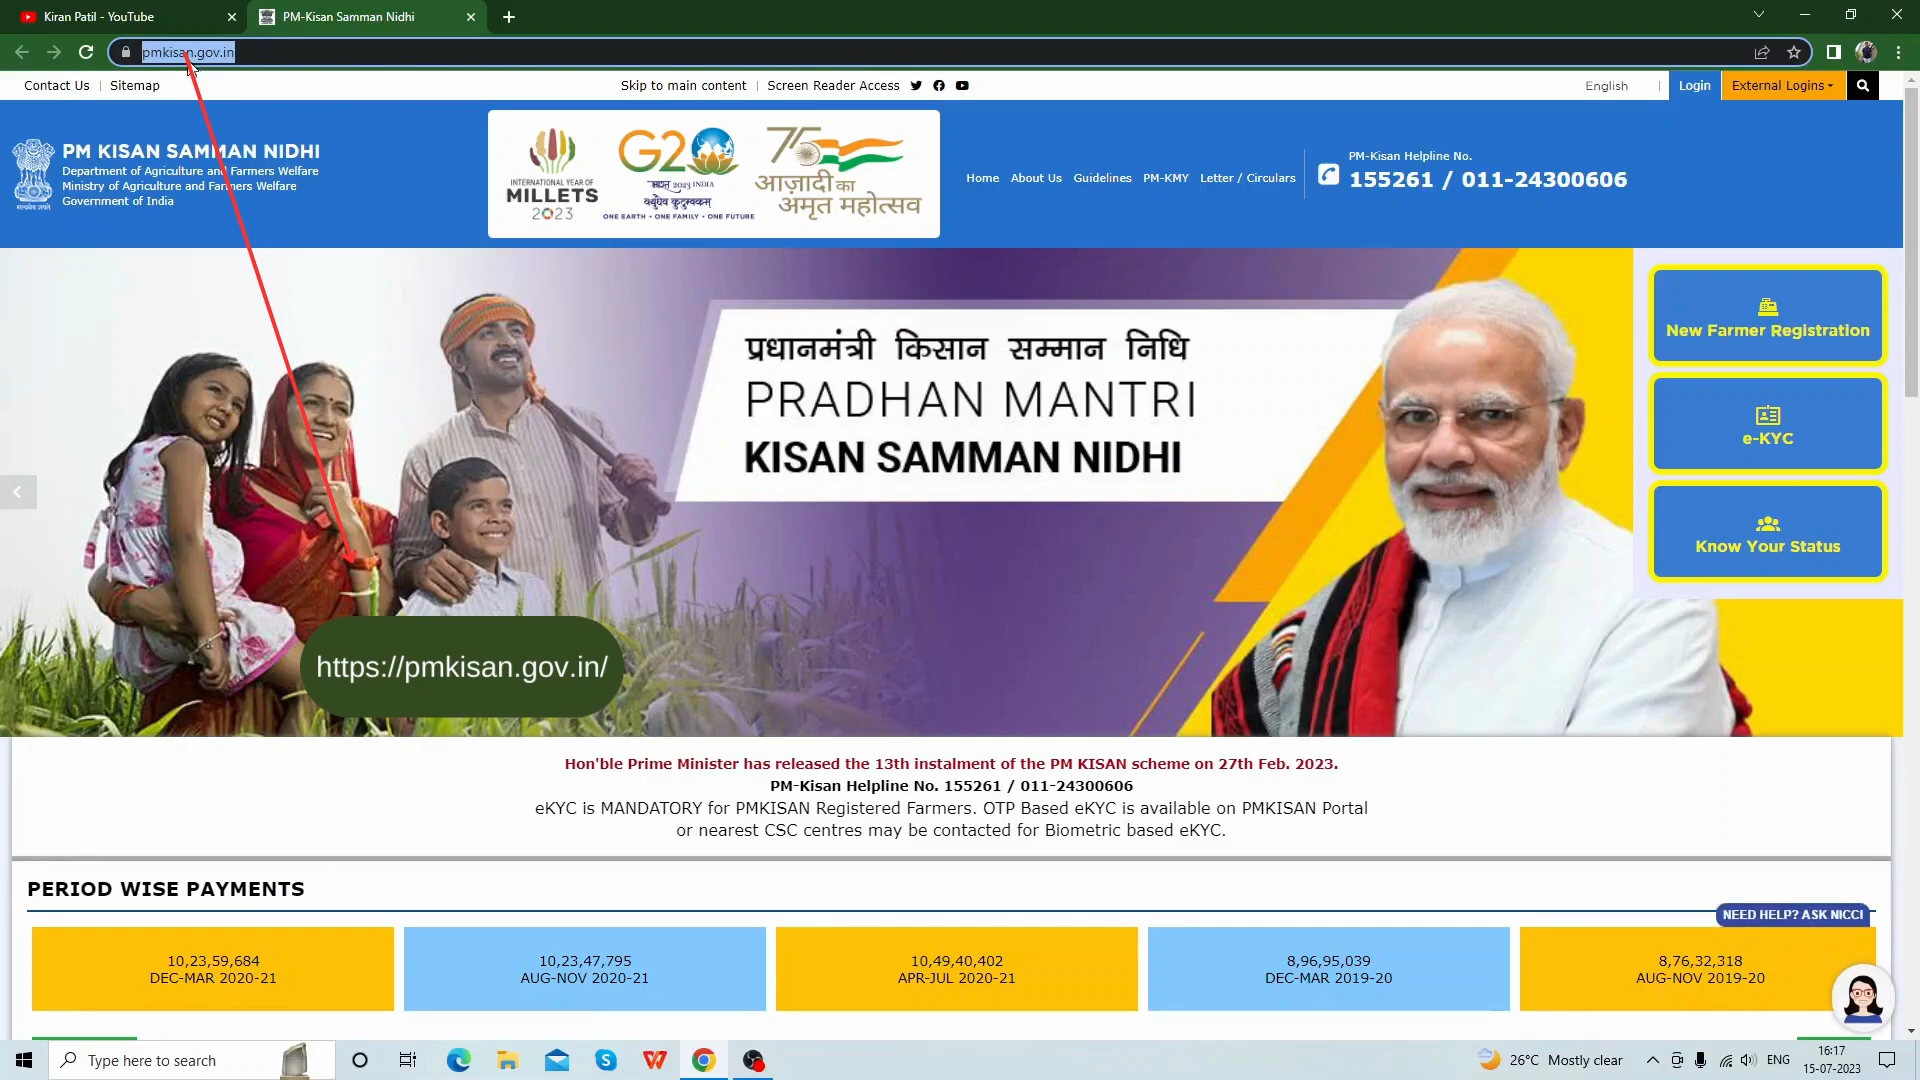 Kiran Patil - YouTube
PM-Kisan Samman Nidhi
pmkisan.gov.in
Contact Us | Sitemap
Skip to main content | Screen Reader Access
English | Login External Logins
PM KISAN SAMMAN NIDHI
Department of Agriculture and Farmers Welfare
Ministry of Agriculture and Farmers Welfare
Government of India
सत्यमेव जयते
INTERNATIONAL YEAR OF
MILLETS
2023
G20
भारत 2023 INDIA
वसुधैव कुटुम्बकम्
ONE EARTH • ONE FAMILY • ONE FUTURE
75
आज़ादी का
अमृत महोत्सव
Home About Us Guidelines PM-KMY Letter / Circulars
PM-Kisan Helpline No.
155261 / 011-24300606
प्रधानमंत्री किसान सम्मान निधि
PRADHAN MANTRI
KISAN SAMMAN NIDHI
New Farmer Registration
e-KYC
Know Your Status
https://pmkisan.gov.in/
Hon'ble Prime Minister has released the 13th instalment of the PM KISAN scheme on 27th Feb. 2023.
PM-Kisan Helpline No. 155261 / 011-24300606
eKYC is MANDATORY for PMKISAN Registered Farmers. OTP Based eKYC is available on PMKISAN Portal
or nearest CSC centres may be contacted for Biometric based eKYC.
PERIOD WISE PAYMENTS
NEED HELP? ASK NICCI
10,23,59,684
DEC-MAR 2020-21
10,23,47,795
AUG-NOV 2020-21
10,49,40,402
APR-JUL 2020-21
8,96,95,039
DEC-MAR 2019-20
8,76,32,318
AUG-NOV 2019-20
Type here to search
26°C Mostly clear
ENG
16:17
15-07-2023